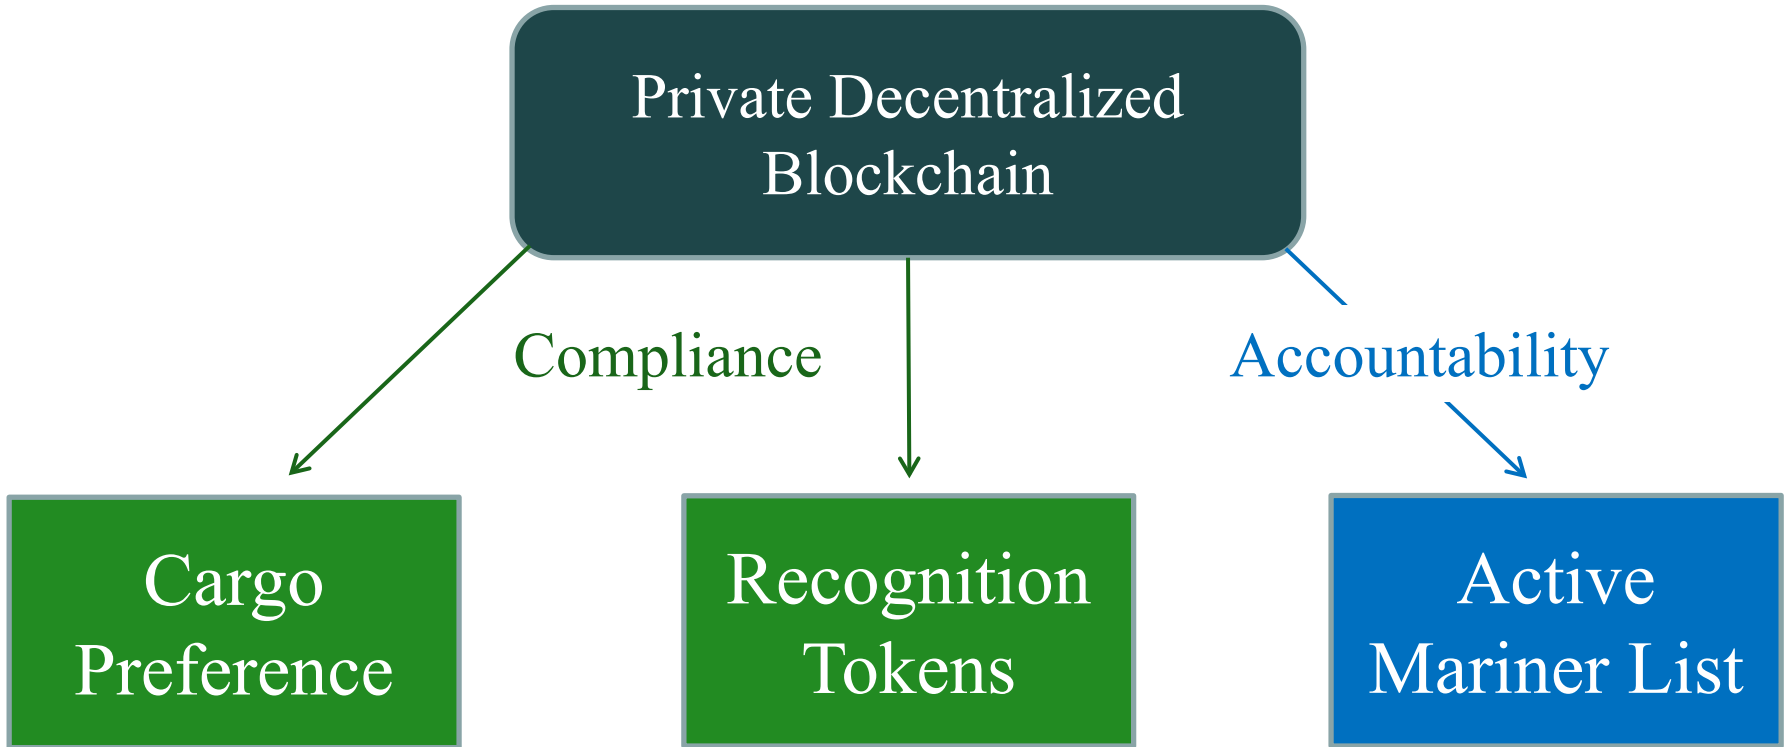 Private Decentralized
Blockchain
Compliance
Accountability
Cargo
Preference
Recognition
Tokens
Active
Mariner List